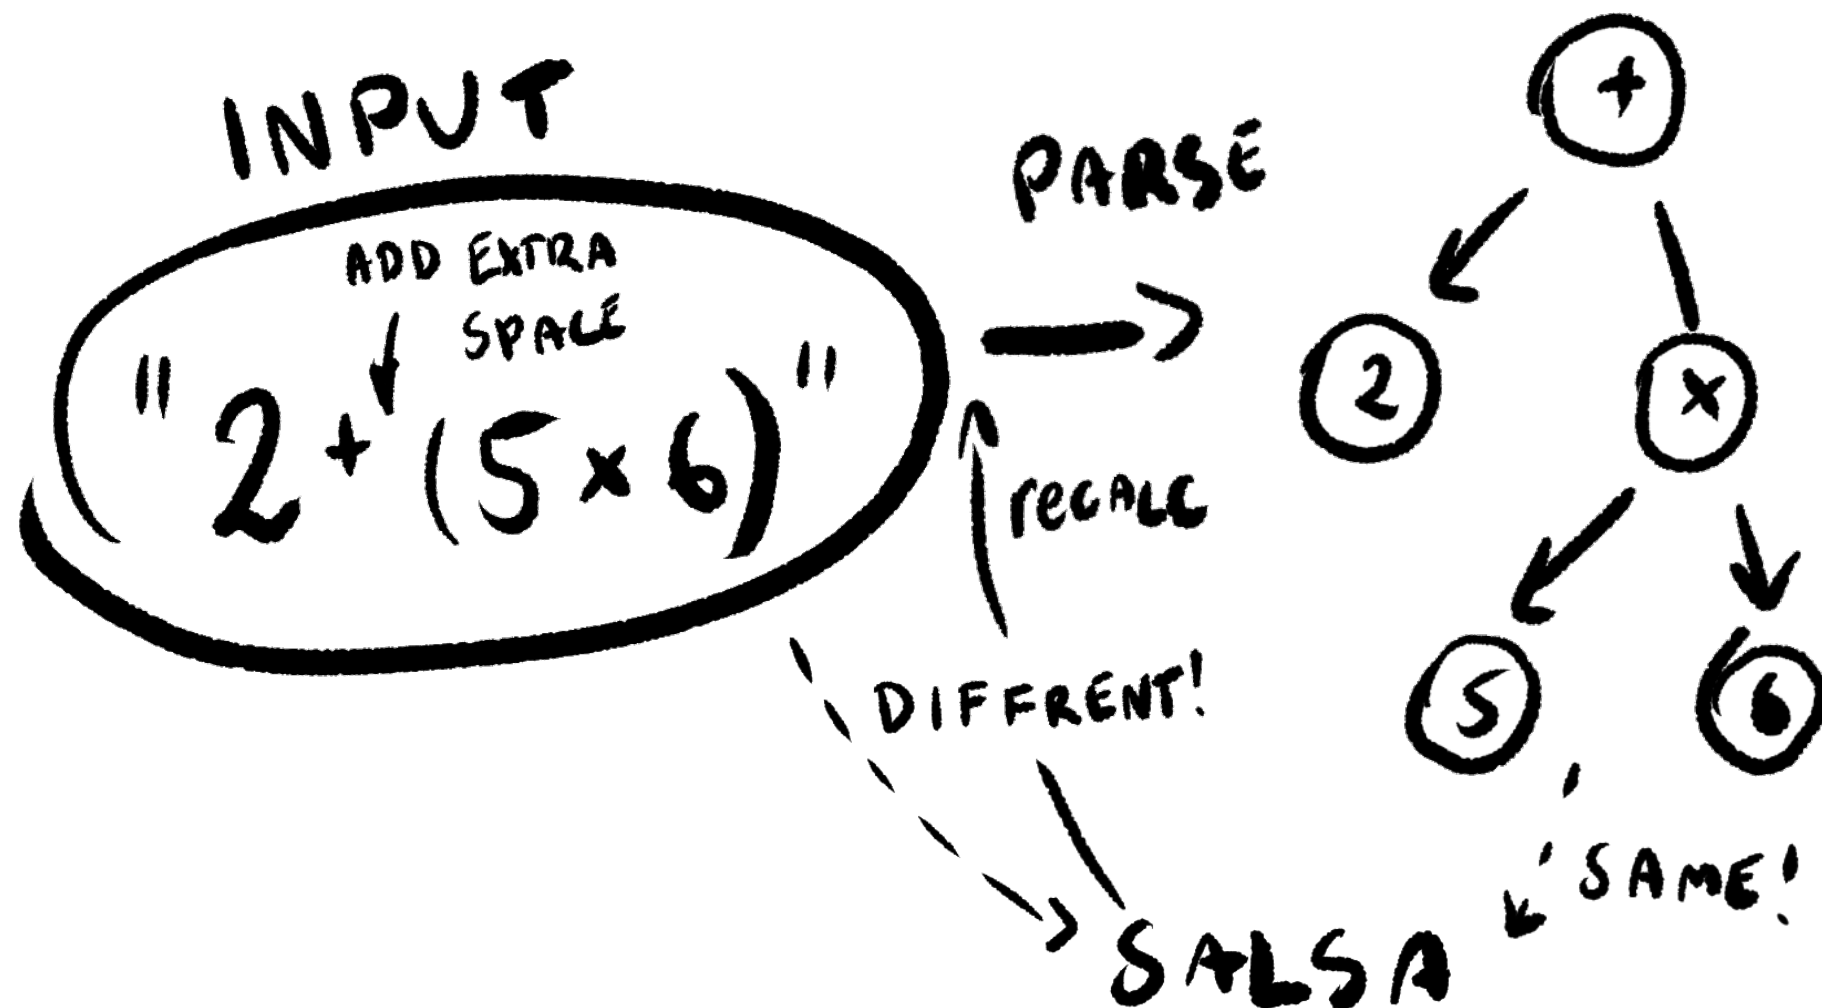 INPUT
ADD EXTRA
SPACE
"2+ (5 x 6)"
PARSE
recalc
DIFFRENT!
SALSA
+
2
x
5
6
SAME!